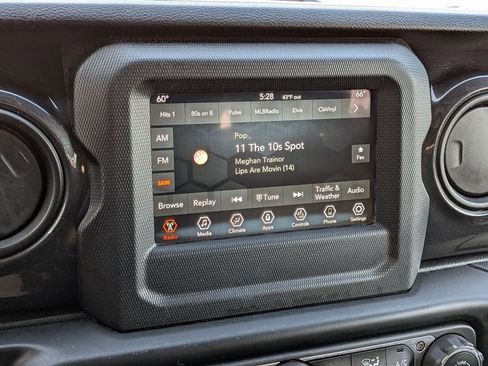 60° 5:28 43°F out 66°
Hits 1 80s on 8 Pulse MLBRadio Elvis ClsVinyl
AM
FM
sxm
Pop
11 The 10s Spot
Meghan Trainor
Lips Are Movin (14)
Fav
Browse Replay Tune Traffic & Weather Audio
Radio Media Climate Apps Controls Phone Settings
A/C